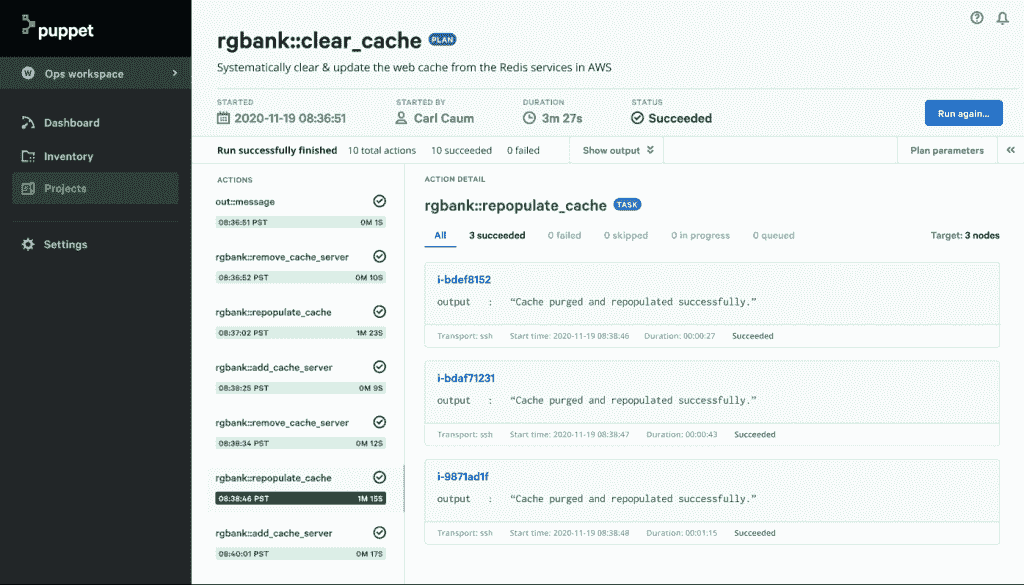 puppet
Ops workspace
Dashboard
Inventory
Projects
Settings
rgbank::clear_cache PLAN
Systematically clear & update the web cache from the Redis services in AWS
STARTED STARTED BY DURATION STATUS
2020-11-19 08:36:51 Carl Caum 3m 27s Succeeded
Run again...
Run successfully finished 10 total actions 10 succeeded 0 failed Show output Plan parameters
ACTIONS
out::message
08:36:51 PST 0M 1S
rgbank::remove_cache_server
08:36:52 PST 0M 10S
rgbank::repopulate_cache
08:37:02 PST 1M 23S
rgbank::add_cache_server
08:38:25 PST 0M 9S
rgbank::remove_cache_server
08:38:34 PST 0M 12S
rgbank::repopulate_cache
08:38:46 PST 1M 15S
rgbank::add_cache_server
08:40:01 PST 0M 17S
ACTION DETAIL
rgbank::repopulate_cache TASK
All 3 succeeded 0 failed 0 skipped 0 in progress 0 queued Target: 3 nodes
i-bdef8152
output : “Cache purged and repopulated successfully.”
Transport: ssh Start time: 2020-11-19 08:38:46 Duration: 00:00:27 Succeeded
i-bdaf71231
output : “Cache purged and repopulated successfully.”
Transport: ssh Start time: 2020-11-19 08:38:47 Duration: 00:00:43 Succeeded
i-9871ad1f
output : “Cache purged and repopulated successfully.”
Transport: ssh Start time: 2020-11-19 08:38:48 Duration: 00:01:15 Succeeded